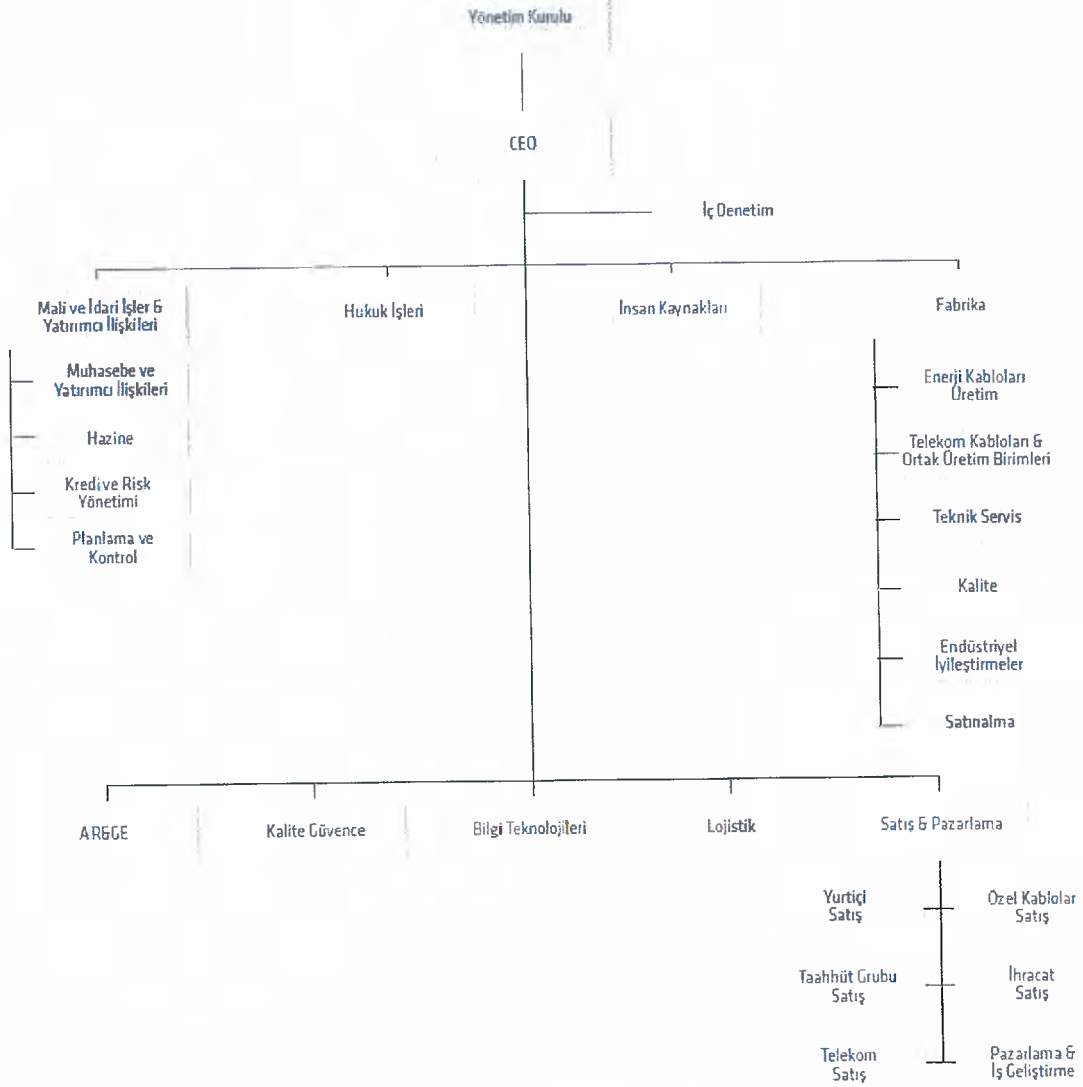 Yönetim Kurulu
CEO
İç Denetim
Mali ve İdari İşler &
Yatırımcı İlişkileri
Hukuk İşleri
İnsan Kaynakları
Fabrika
Muhasebe ve
Yatırımcı İlişkileri
Hazine
Kredi ve Risk
Yönetimi
Planlama ve
Kontrol
Enerji Kabloları
Üretim
Telekom Kabloları &
Ortak Üretim Birimleri
Teknik Servis
Kalite
Endüstriyel
İyileştirmeler
Satınalma
AR&GE
Kalite Güvence
Bilgi Teknolojileri
Lojistik
Satış & Pazarlama
Yurtiçi
Satış
Özel Kablolar
Satış
Taahhüt Grubu
Satış
İhracat
Satış
Telekom
Satış
Pazarlama &
İş Geliştirme